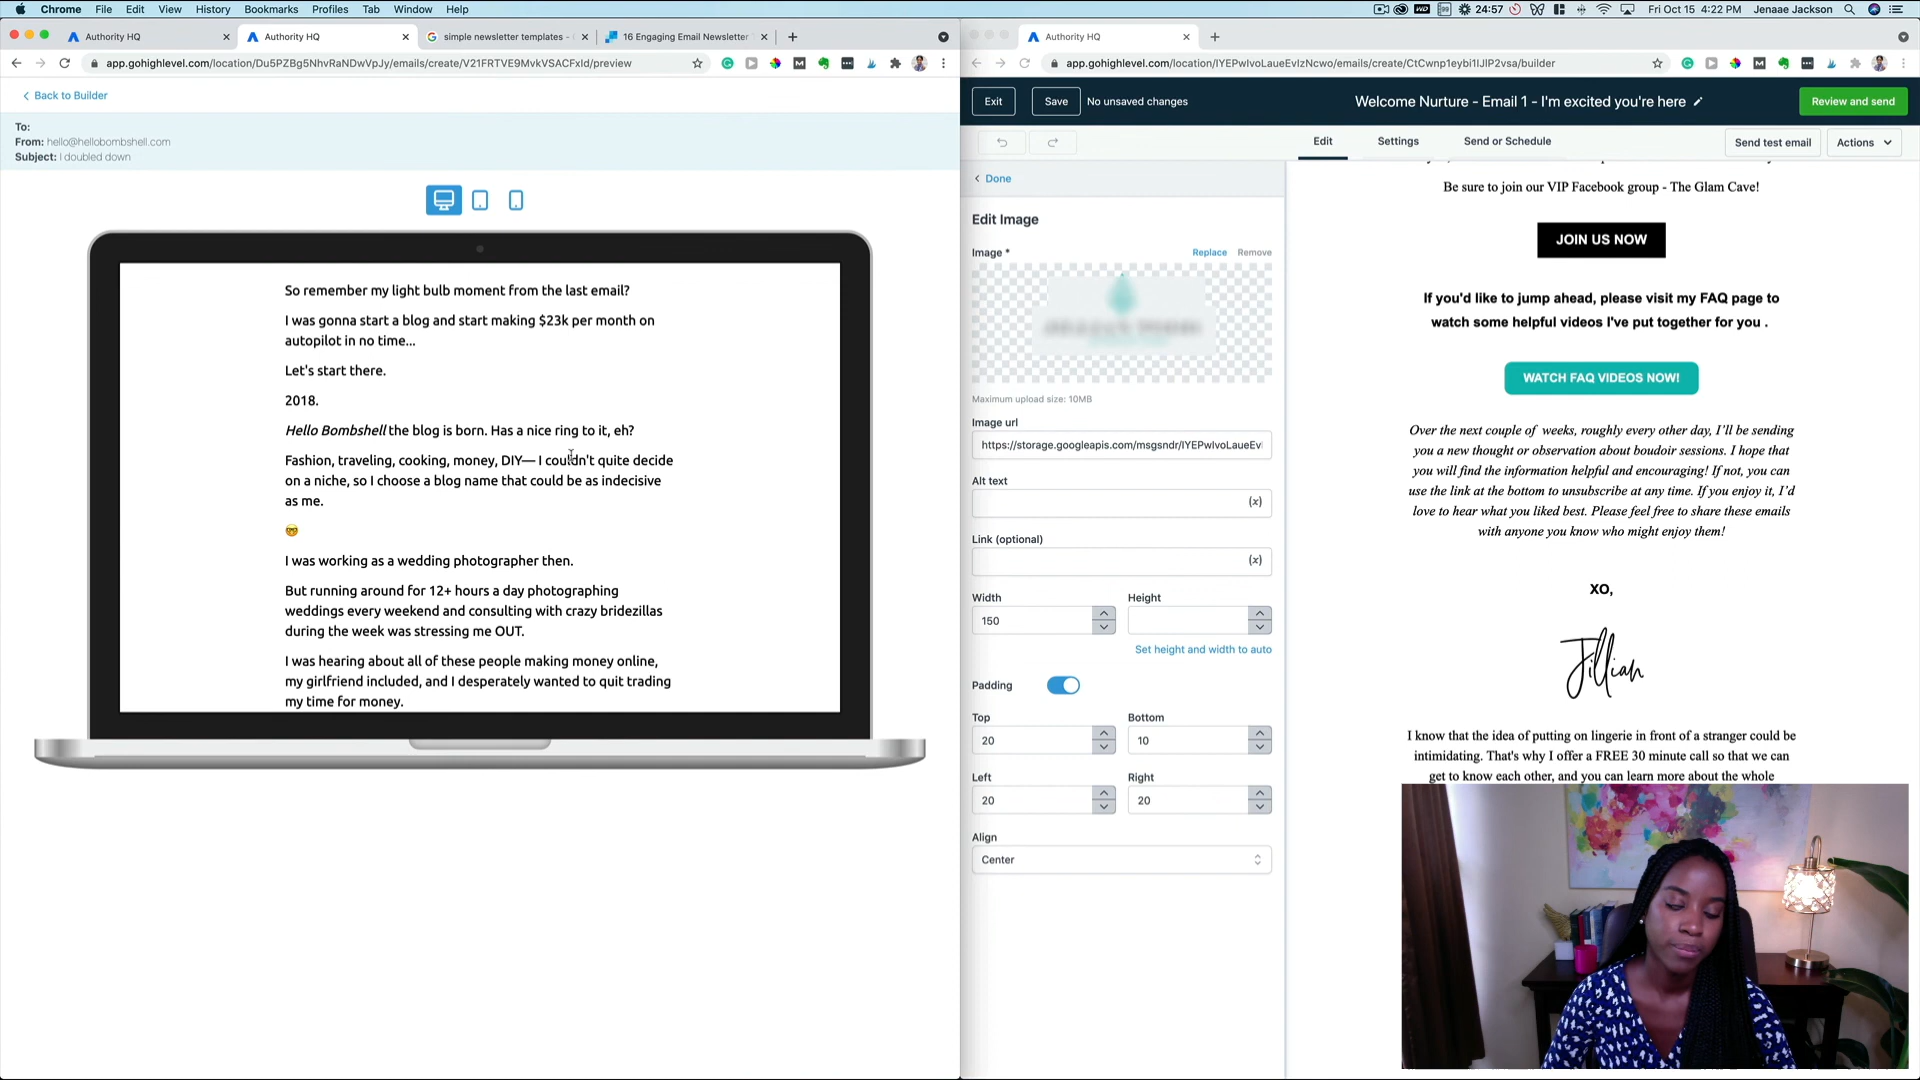 Chrome File Edit View History Bookmarks Profiles Tab Window Help
24:57 Fri Oct 15 4:22 PM Jenaae Jackson
Authority HQ
Authority HQ
simple newsletter templates -
16 Engaging Email Newsletter
app.gohighlevel.com/location/Du5PZBg5NhvRaNDwVpJy/emails/create/V21FRTVE9MvkVSACFxId/preview
Back to Builder
To:
From: hello@hellobombshell.com
Subject: I doubled down
So remember my light bulb moment from the last email?
I was gonna start a blog and start making $23k per month on
autopilot in no time...
Let's start there.
2018.
Hello Bombshell the blog is born. Has a nice ring to it, eh?
Fashion, traveling, cooking, money, DIY— I couldn't quite decide
on a niche, so I choose a blog name that could be as indecisive
as me.
🤓
I was working as a wedding photographer then.
But running around for 12+ hours a day photographing
weddings every weekend and consulting with crazy bridezillas
during the week was stressing me OUT.
I was hearing about all of these people making money online,
my girlfriend included, and I desperately wanted to quit trading
my time for money.
Authority HQ
app.gohighlevel.com/location/IYEPwIvoLaueEvIzNcwo/emails/create/CtCwnp1eybi1IJIP2vsa/builder
Exit Save No unsaved changes Welcome Nurture - Email 1 - I'm excited you're here Review and send
Edit Settings Send or Schedule Send test email Actions
Done
Edit Image
Image * Replace Remove
Maximum upload size: 10MB
Image url
https://storage.googleapis.com/msgsndr/IYEPwIvoLaueEv
Alt text
(x)
Link (optional)
(x)
Width Height
150
Set height and width to auto
Padding
Top Bottom
20 10
Left Right
20 20
Align
Center
Be sure to join our VIP Facebook group - The Glam Cave!
JOIN US NOW
If you'd like to jump ahead, please visit my FAQ page to
watch some helpful videos I've put together for you .
WATCH FAQ VIDEOS NOW!
Over the next couple of weeks, roughly every other day, I'll be sending
you a new thought or observation about boudoir sessions. I hope that
you will find the information helpful and encouraging! If not, you can
use the link at the bottom to unsubscribe at any time. If you enjoy it, I'd
love to hear what you liked best. Please feel free to share these emails
with anyone you know who might enjoy them!
XO,
Jillian
I know that the idea of putting on lingerie in front of a stranger could be
intimidating. That's why I offer a FREE 30 minute call so that we can
get to know each other, and you can learn more about the whole